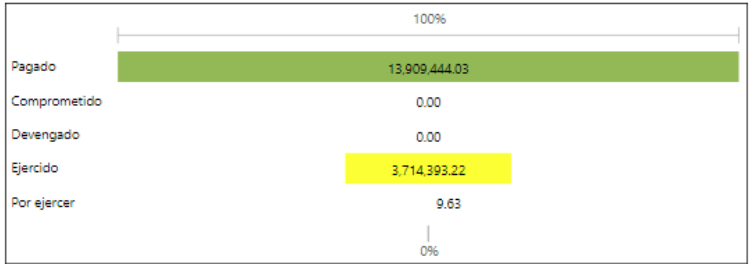 100%
Pagado 13,909,444.03
Comprometido 0.00
Devengado 0.00
Ejercido 3,714,393.22
Por ejercer 9.63
0%